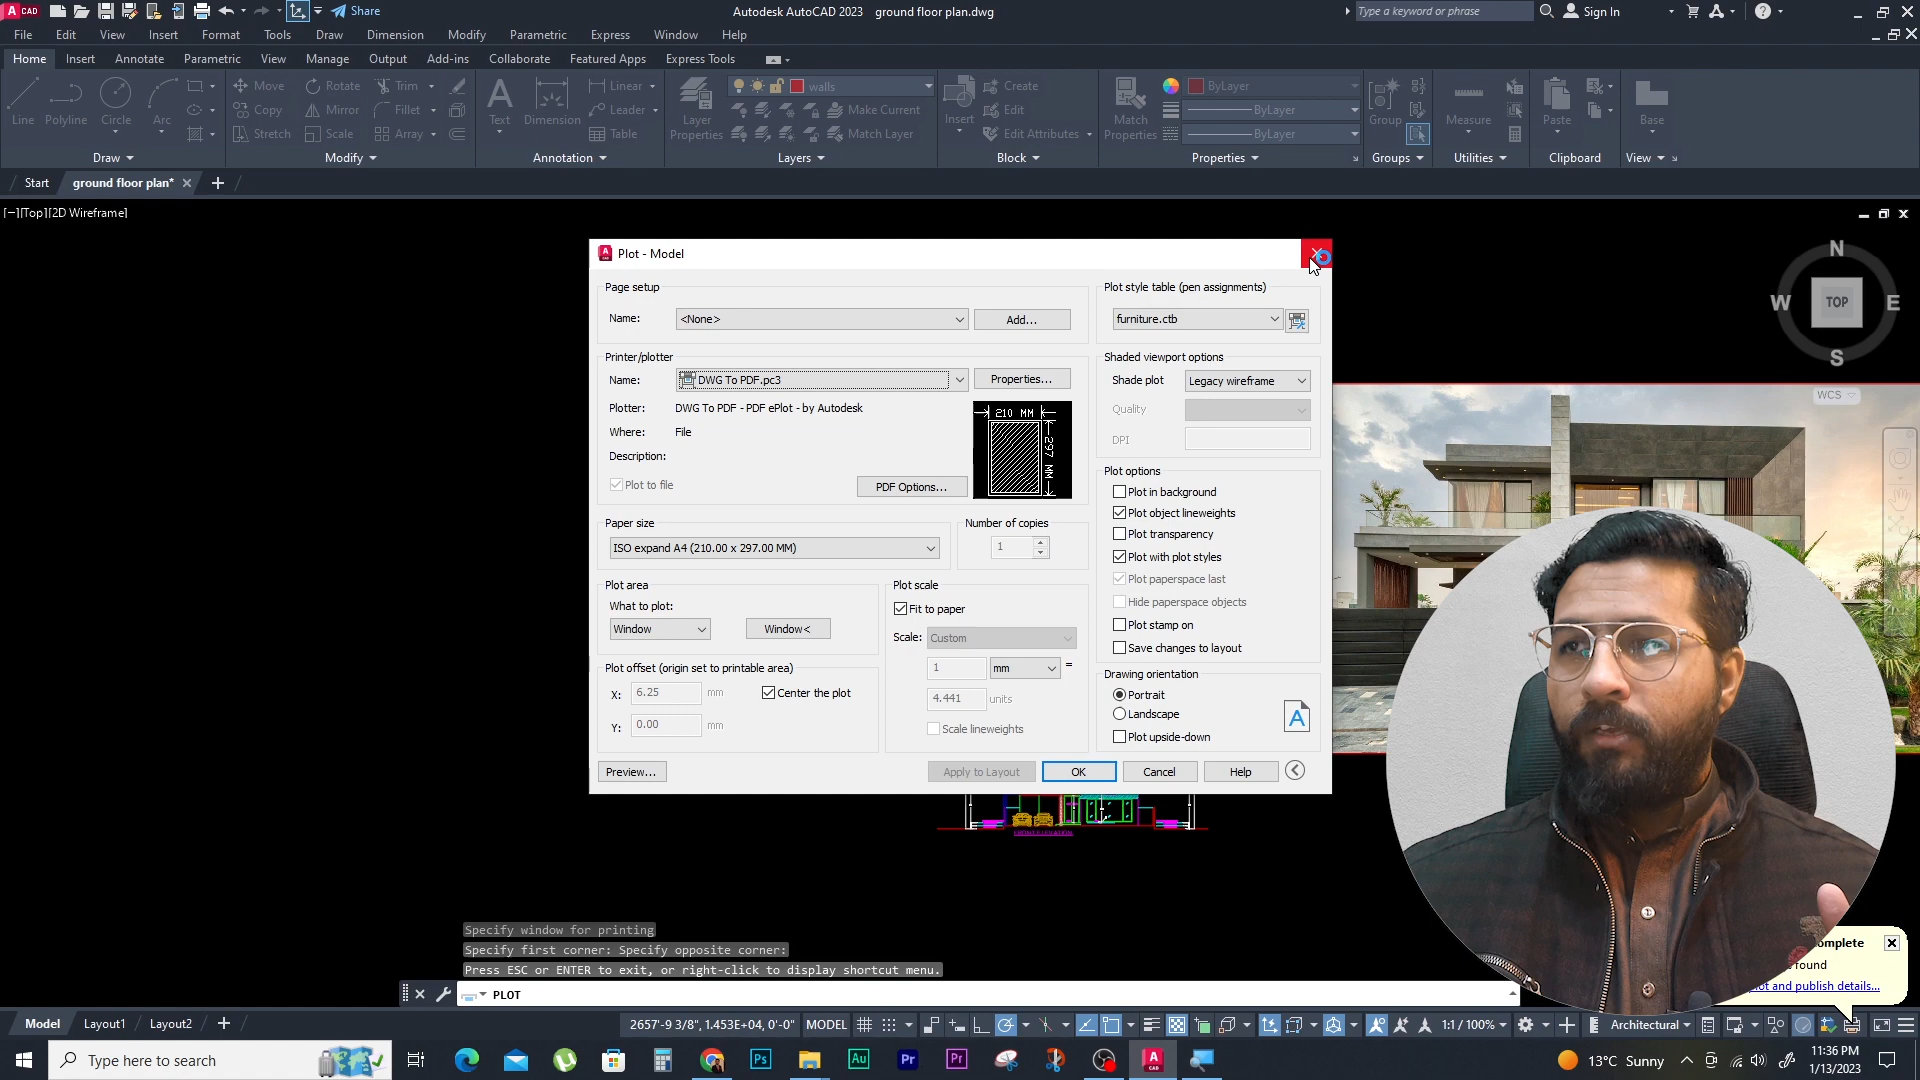 A CAD
Share
Autodesk AutoCAD 2023 ground floor plan.dwg
Type a keyword or phrase
Sign In
File Edit View Insert Format Tools Draw Dimension Modify Parametric Express Window Help
Home Insert Annotate Parametric View Manage Output Add-ins Collaborate Featured Apps Express Tools
Line Polyline Circle Arc
Move Rotate Trim
Copy Mirror Fillet
Stretch Scale Array
Text Dimension
Linear
Leader
Table
Layer
Properties
walls
Make Current
Match Layer
Insert
Create
Edit
Edit Attributes
Match
Properties
ByLayer
ByLayer
ByLayer
Group
Measure
Paste
Base
Draw Modify Annotation Layers Block Properties Groups Utilities Clipboard View
Start ground floor plan*
[−][Top][2D Wireframe]
N
W TOP E
S
WCS
Plot - Model
Page setup
Name: <None> Add...
Printer/plotter
Name: DWG To PDF.pc3 Properties...
Plotter: DWG To PDF - PDF ePlot - by Autodesk
Where: File
Description:
Plot to file
PDF Options...
210 MM
297 MM
Paper size
ISO expand A4 (210.00 x 297.00 MM)
Number of copies
1
Plot area
What to plot:
Window Window<
Plot scale
Fit to paper
Scale: Custom
1 mm =
4.441 units
Scale lineweights
Plot offset (origin set to printable area)
X: 6.25 mm Center the plot
Y: 0.00 mm
Plot style table (pen assignments)
furniture.ctb
Shaded viewport options
Shade plot Legacy wireframe
Quality
DPI
Plot options
Plot in background
Plot object lineweights
Plot transparency
Plot with plot styles
Plot paperspace last
Hide paperspace objects
Plot stamp on
Save changes to layout
Drawing orientation
Portrait
Landscape
Plot upside-down
A
Preview... Apply to Layout OK Cancel Help
FRONT ELEVATION
Specify window for printing
Specify first corner: Specify opposite corner:
Press ESC or ENTER to exit, or right-click to display shortcut menu.
PLOT
found
plot and publish details...
Model Layout1 Layout2
2657'-9 3/8", 1.453E+04, 0'-0" MODEL 1:1 / 100% Architectural
Type here to search
Ps Au Pr Pr A CAD
13°C Sunny
11:36 PM
1/13/2023